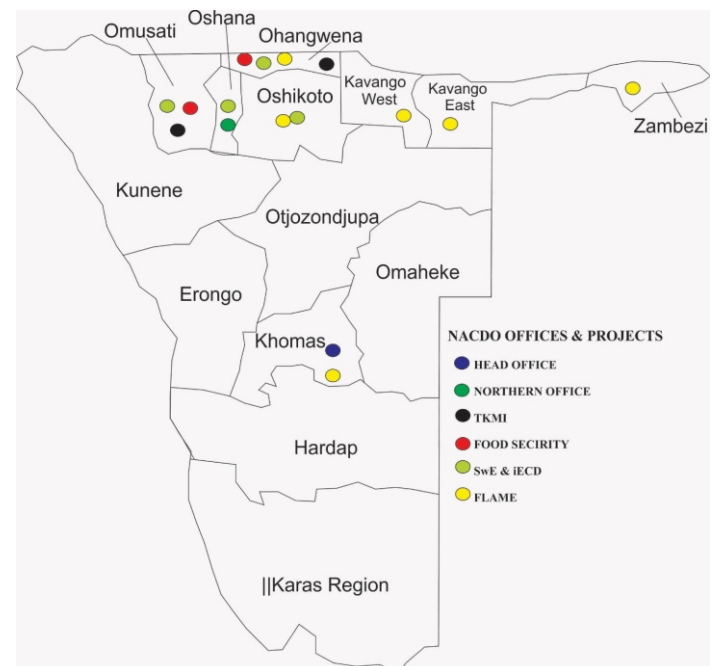 Oshana
Omusati
Ohangwena
Oshikoto
Kavango
West
Kavango
East
Zambezi
Kunene
Otjozondjupa
Omaheke
Erongo
Khomas
NACDO OFFICES & PROJECTS
HEAD OFFICE
NORTHERN OFFICE
TKMI
FOOD SECIRITY
SwE & iECD
FLAME
Hardap
||Karas Region